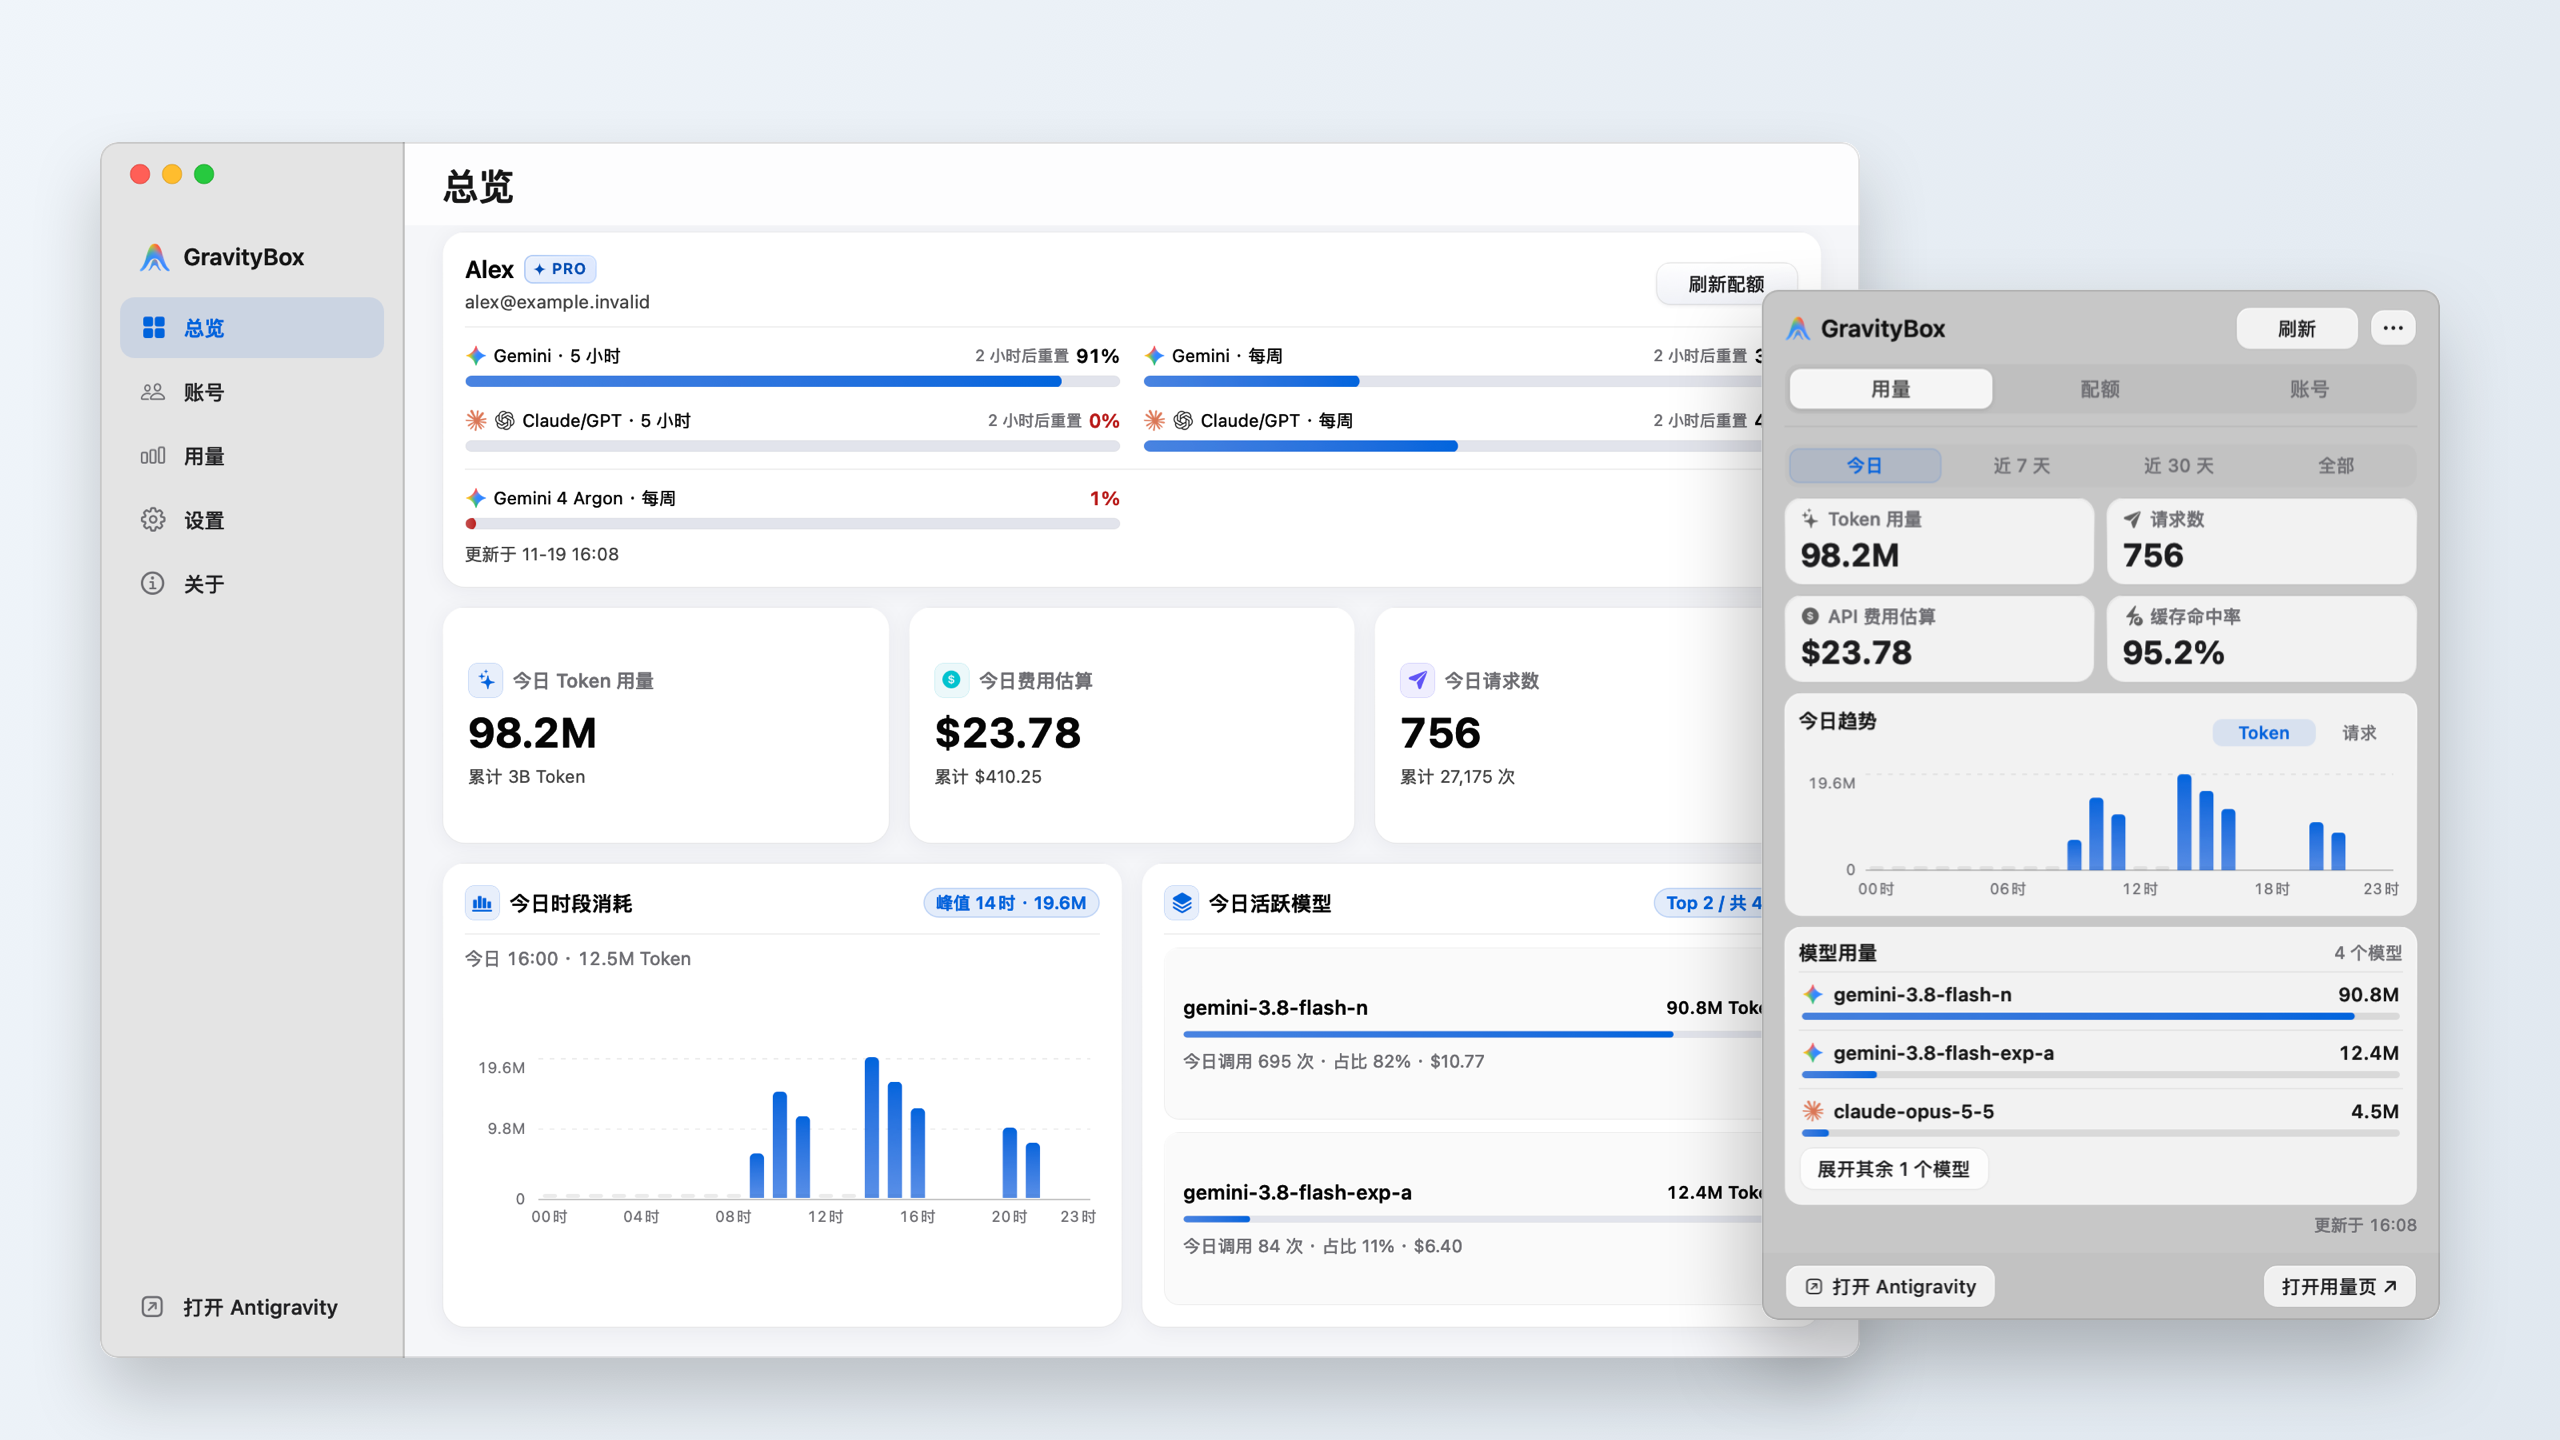 总览
GravityBox
总览
账号
用量
设置
关于
打开 Antigravity
Alex
PRO
alex@example.invalid
刷新配额
Gemini · 5 小时
2 小时后重置 91%
Gemini · 每周
2 小时后重置
Claude/GPT · 5 小时
2 小时后重置 0%
Claude/GPT · 每周
2 小时后重置
Gemini 4 Argon · 每周
1%
更新于 11-19 16:08
今日 Token 用量
98.2M
累计 3B Token
今日费用估算
$23.78
累计 $410.25
今日请求数
756
累计 27,175 次
今日时段消耗
峰值 14时 · 19.6M
今日 16:00 · 12.5M Token
19.6M
9.8M
0
00时 04时 08时 12时 16时 20时 23时
今日活跃模型
Top 2 / 共 4
gemini-3.8-flash-n
90.8M
今日调用 695 次 · 占比 82% · $10.77
gemini-3.8-flash-exp-a
12.4M
今日调用 84 次 · 占比 11% · $6.40
GravityBox
刷新
用量 配额 账号
今日 近 7 天 近 30 天 全部
Token 用量
98.2M
请求数
756
API 费用估算
$23.78
缓存命中率
95.2%
今日趋势
Token 请求
19.6M
0
00时 06时 12时 18时 23时
模型用量
4 个模型
gemini-3.8-flash-n
90.8M
gemini-3.8-flash-exp-a
12.4M
claude-opus-5-5
4.5M
展开其余 1 个模型
更新于 16:08
打开 Antigravity
打开用量页